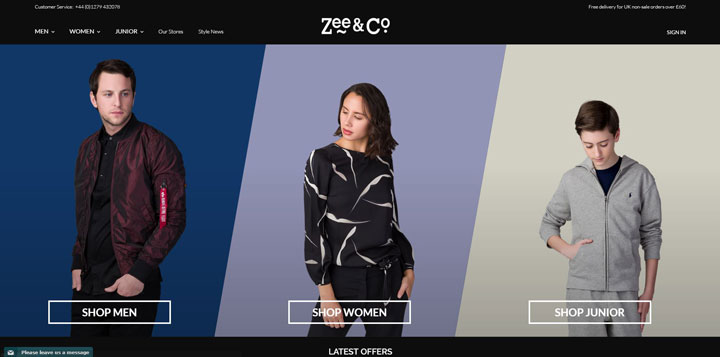 Customer Service: +44 (0)1279 432078
Free delivery for UK non-sale orders over £60!
Zee & Co.
MEN WOMEN JUNIOR Our Stores Style News
SIGN IN
SHOP MEN
SHOP WOMEN
SHOP JUNIOR
LATEST OFFERS
Please leave us a message